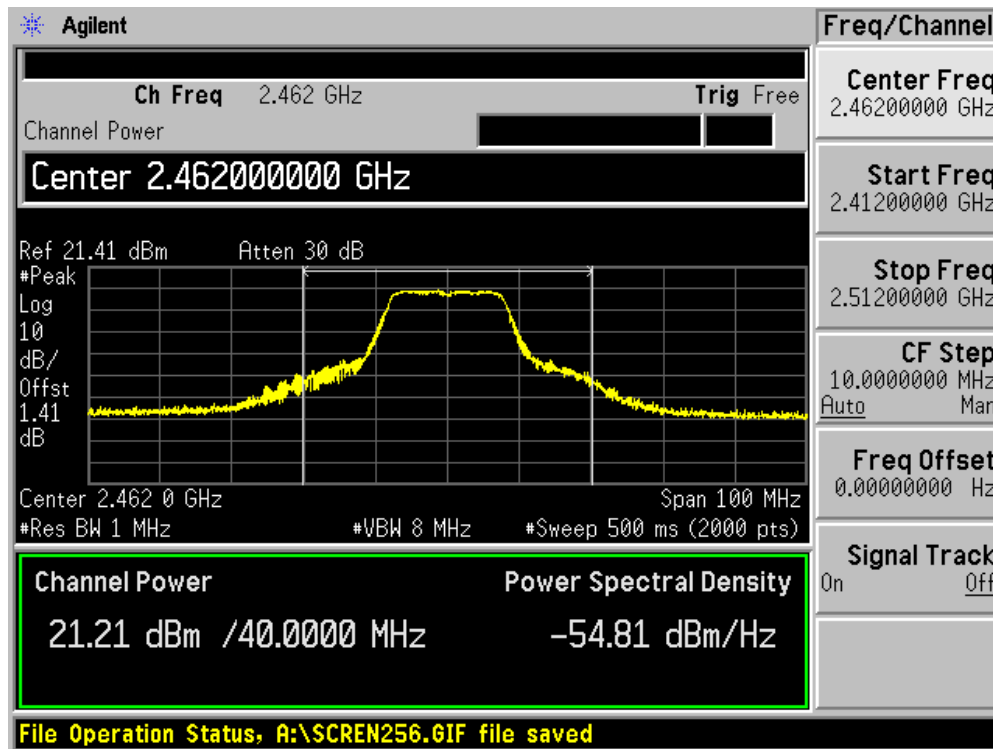 Agilent
Freq/Channel
Ch Freq 2.462 GHz Trig Free
Channel Power
Center 2.462000000 GHz
Ref 21.41 dBm Atten 30 dB
#Peak
Log
10
dB/
Offst
1.41
dB
Center 2.462 0 GHz Span 100 MHz
#Res BW 1 MHz #VBW 8 MHz #Sweep 500 ms (2000 pts)
Channel Power Power Spectral Density
21.21 dBm /40.0000 MHz -54.81 dBm/Hz
File Operation Status, A:\SCREN256.GIF file saved
Center Freq
2.46200000 GHz
Start Freq
2.41200000 GHz
Stop Freq
2.51200000 GHz
CF Step
10.0000000 MHz
Auto Man
Freq Offset
0.00000000 Hz
Signal Track
On Off